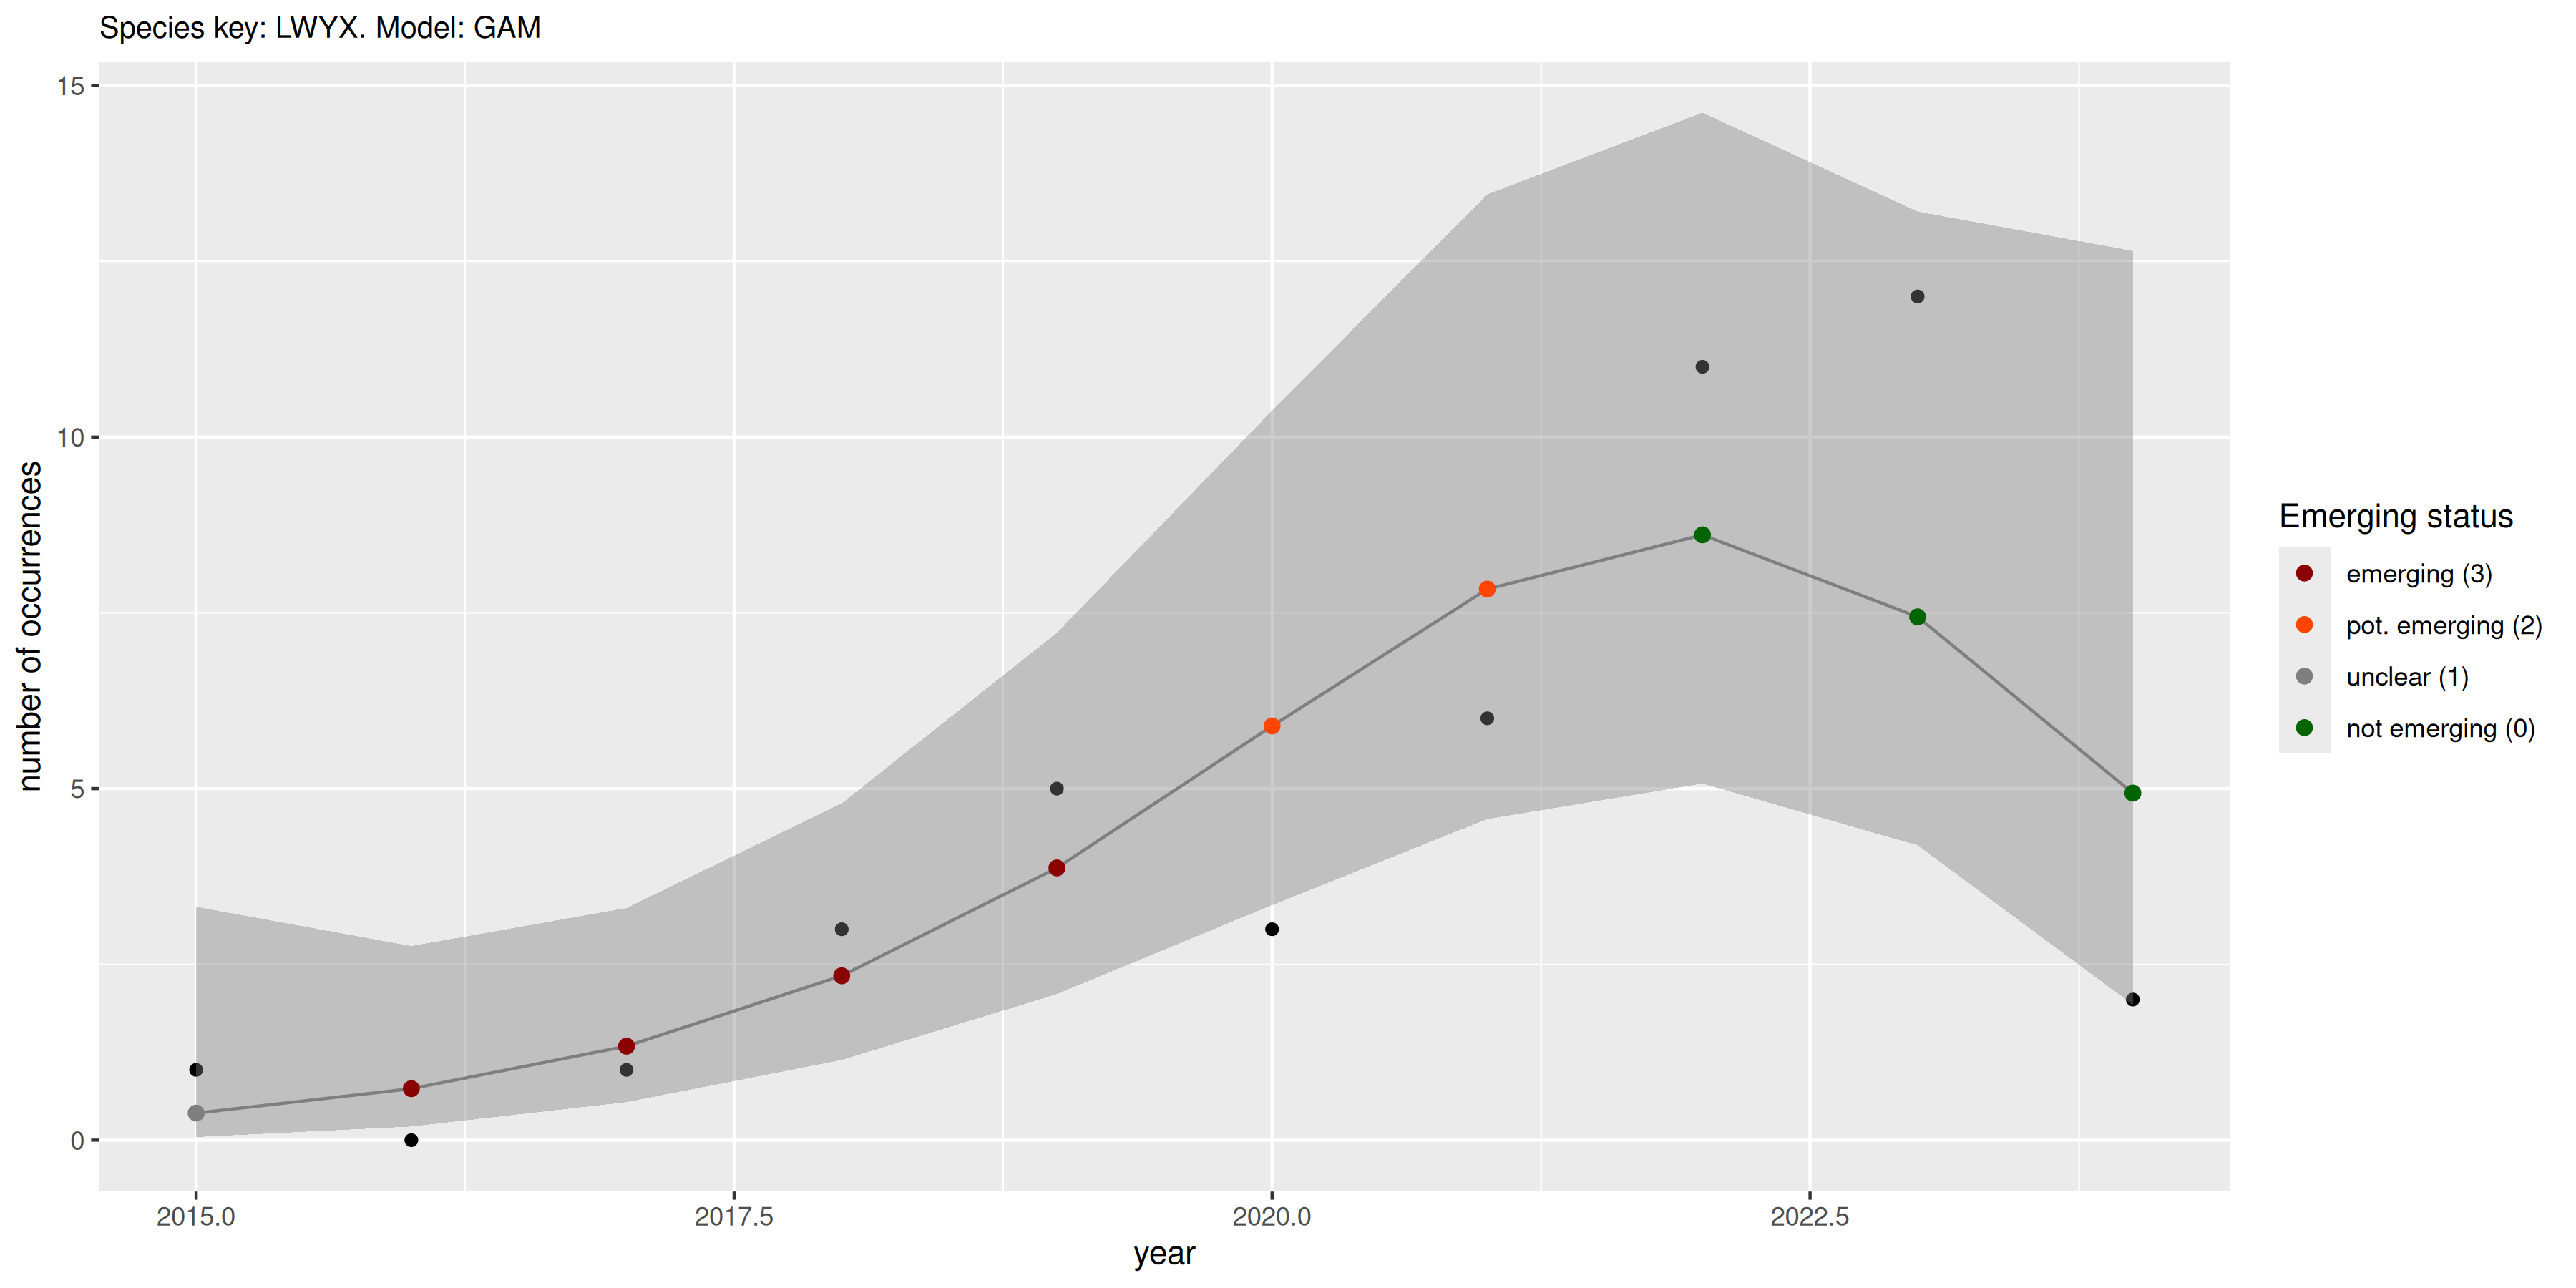 Species key: LWYX. Model: GAM
15
10
5
0
number of occurrences
2015.0
2017.5
2020.0
2022.5
year
Emerging status
emerging (3)
pot. emerging (2)
unclear (1)
not emerging (0)